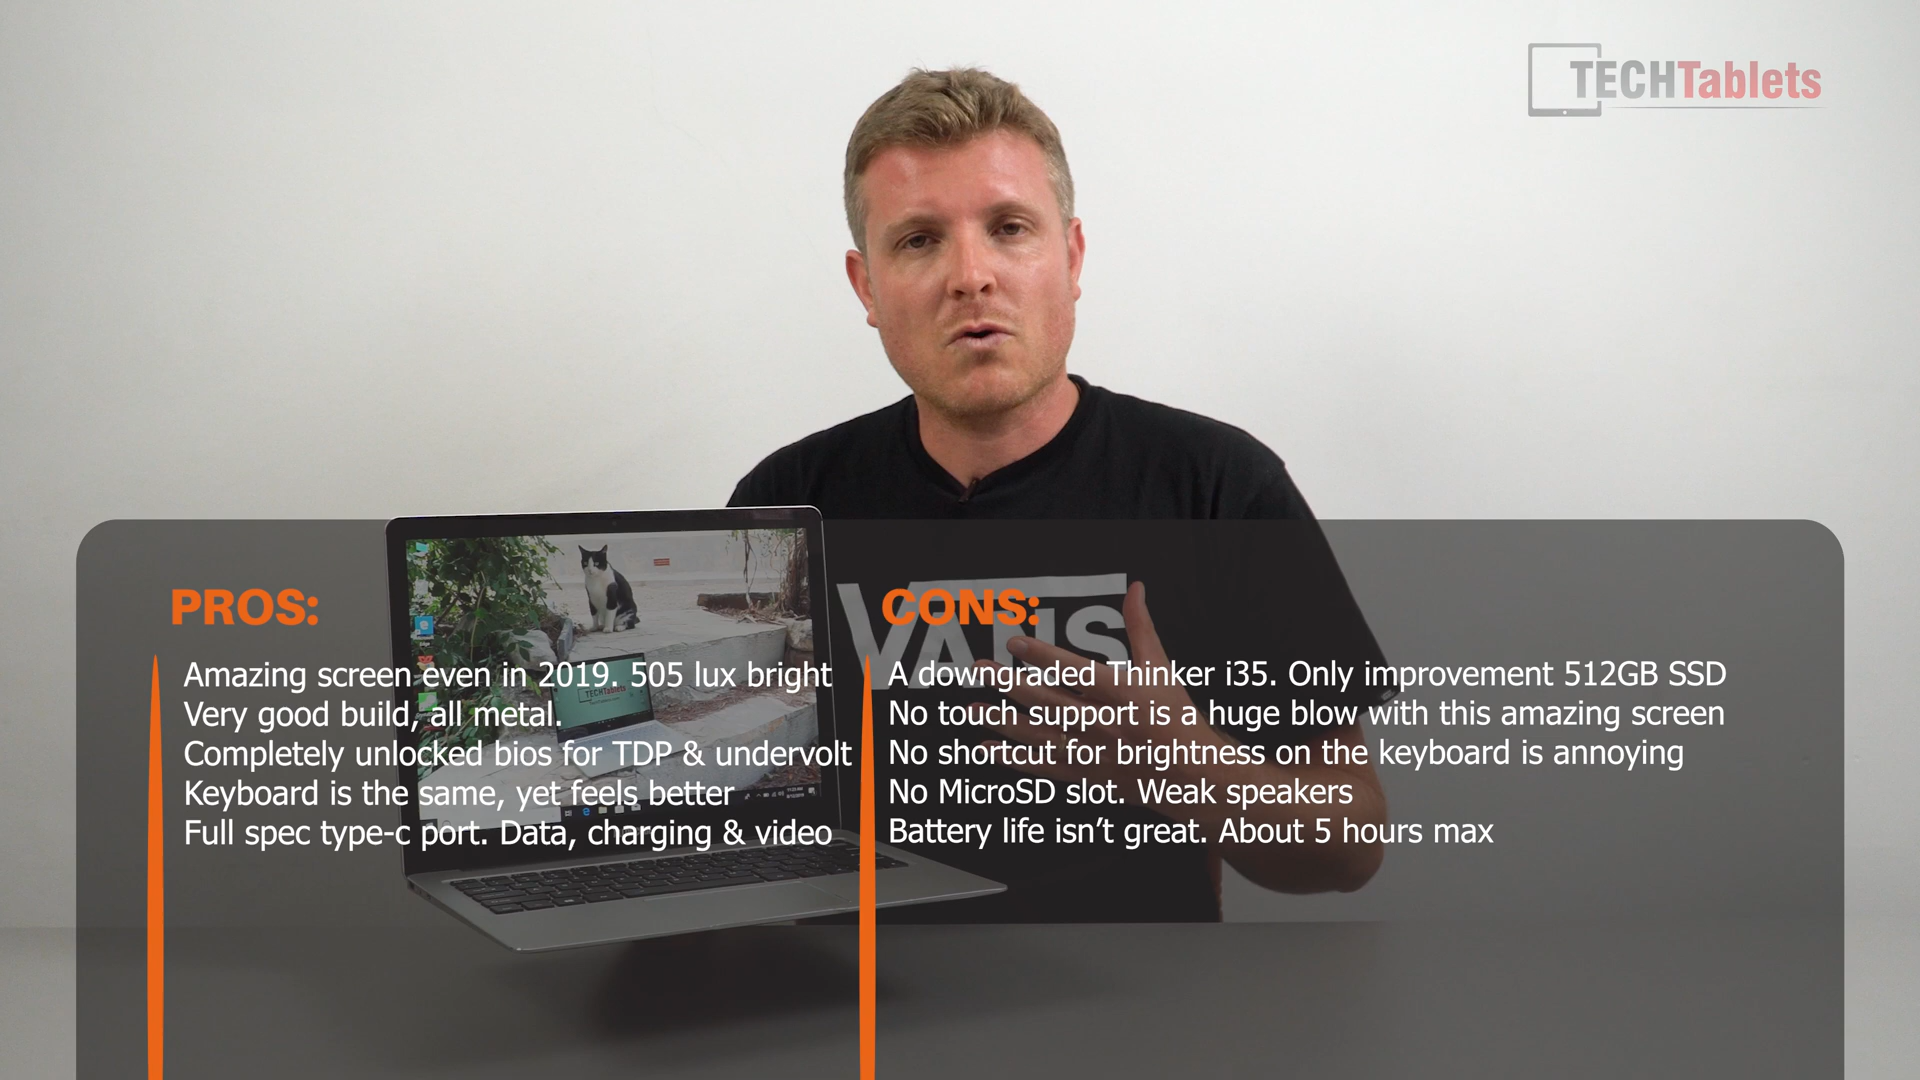 TECHTablets
PROS:
Amazing screen even in 2019. 505 lux bright
Very good build, all metal.
Completely unlocked bios for TDP & undervolt
Keyboard is the same, yet feels better
Full spec type-c port. Data, charging & video
CONS:
A downgraded Thinker i35. Only improvement 512GB SSD
No touch support is a huge blow with this amazing screen
No shortcut for brightness on the keyboard is annoying
No MicroSD slot. Weak speakers
Battery life isn't great. About 5 hours max
VANS
TECHTablets